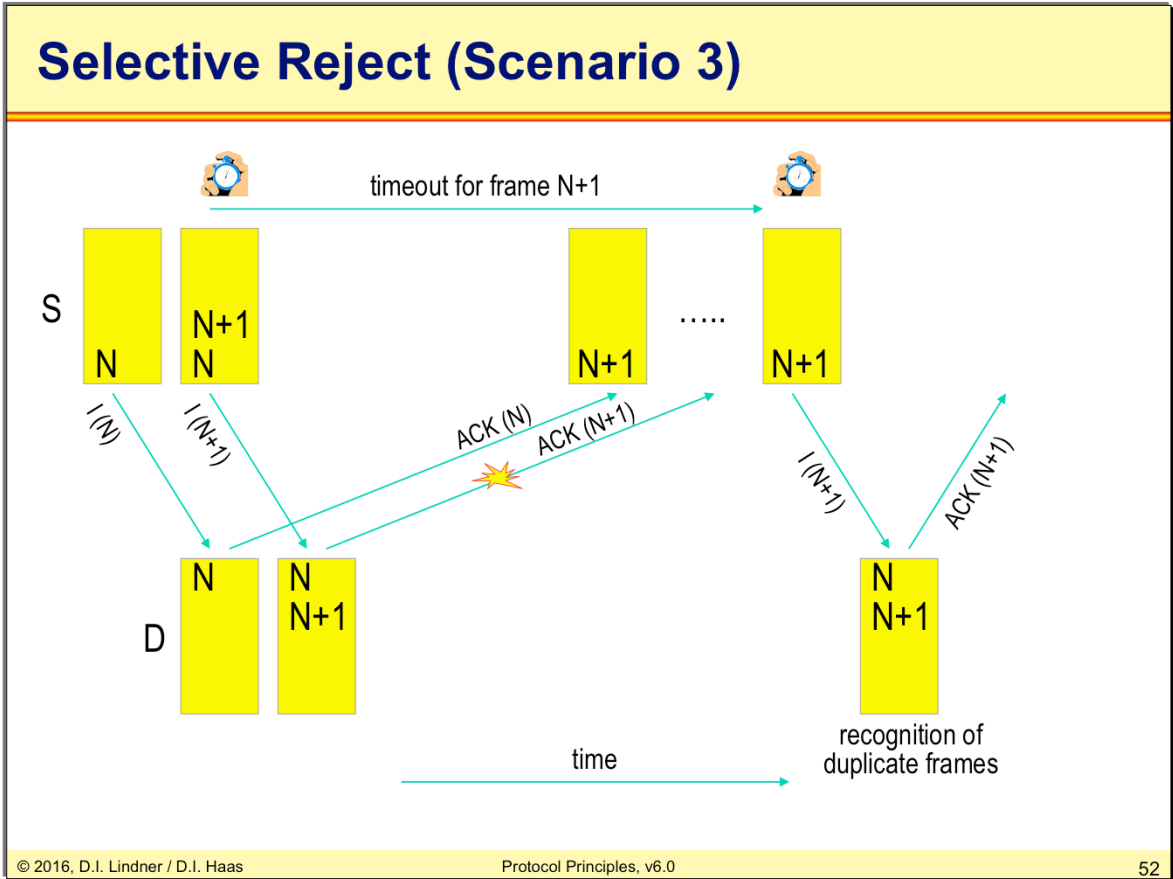 Selective Reject (Scenario 3)
timeout for frame N+1
S
N
N+1
N
N+1
.....
N+1
I (N)
I (N+1)
ACK (N)
ACK (N+1)
I (N+1)
ACK (N+1)
D
N
N
N+1
N
N+1
recognition of
duplicate frames
time
© 2016, D.I. Lindner / D.I. Haas
Protocol Principles, v6.0
52